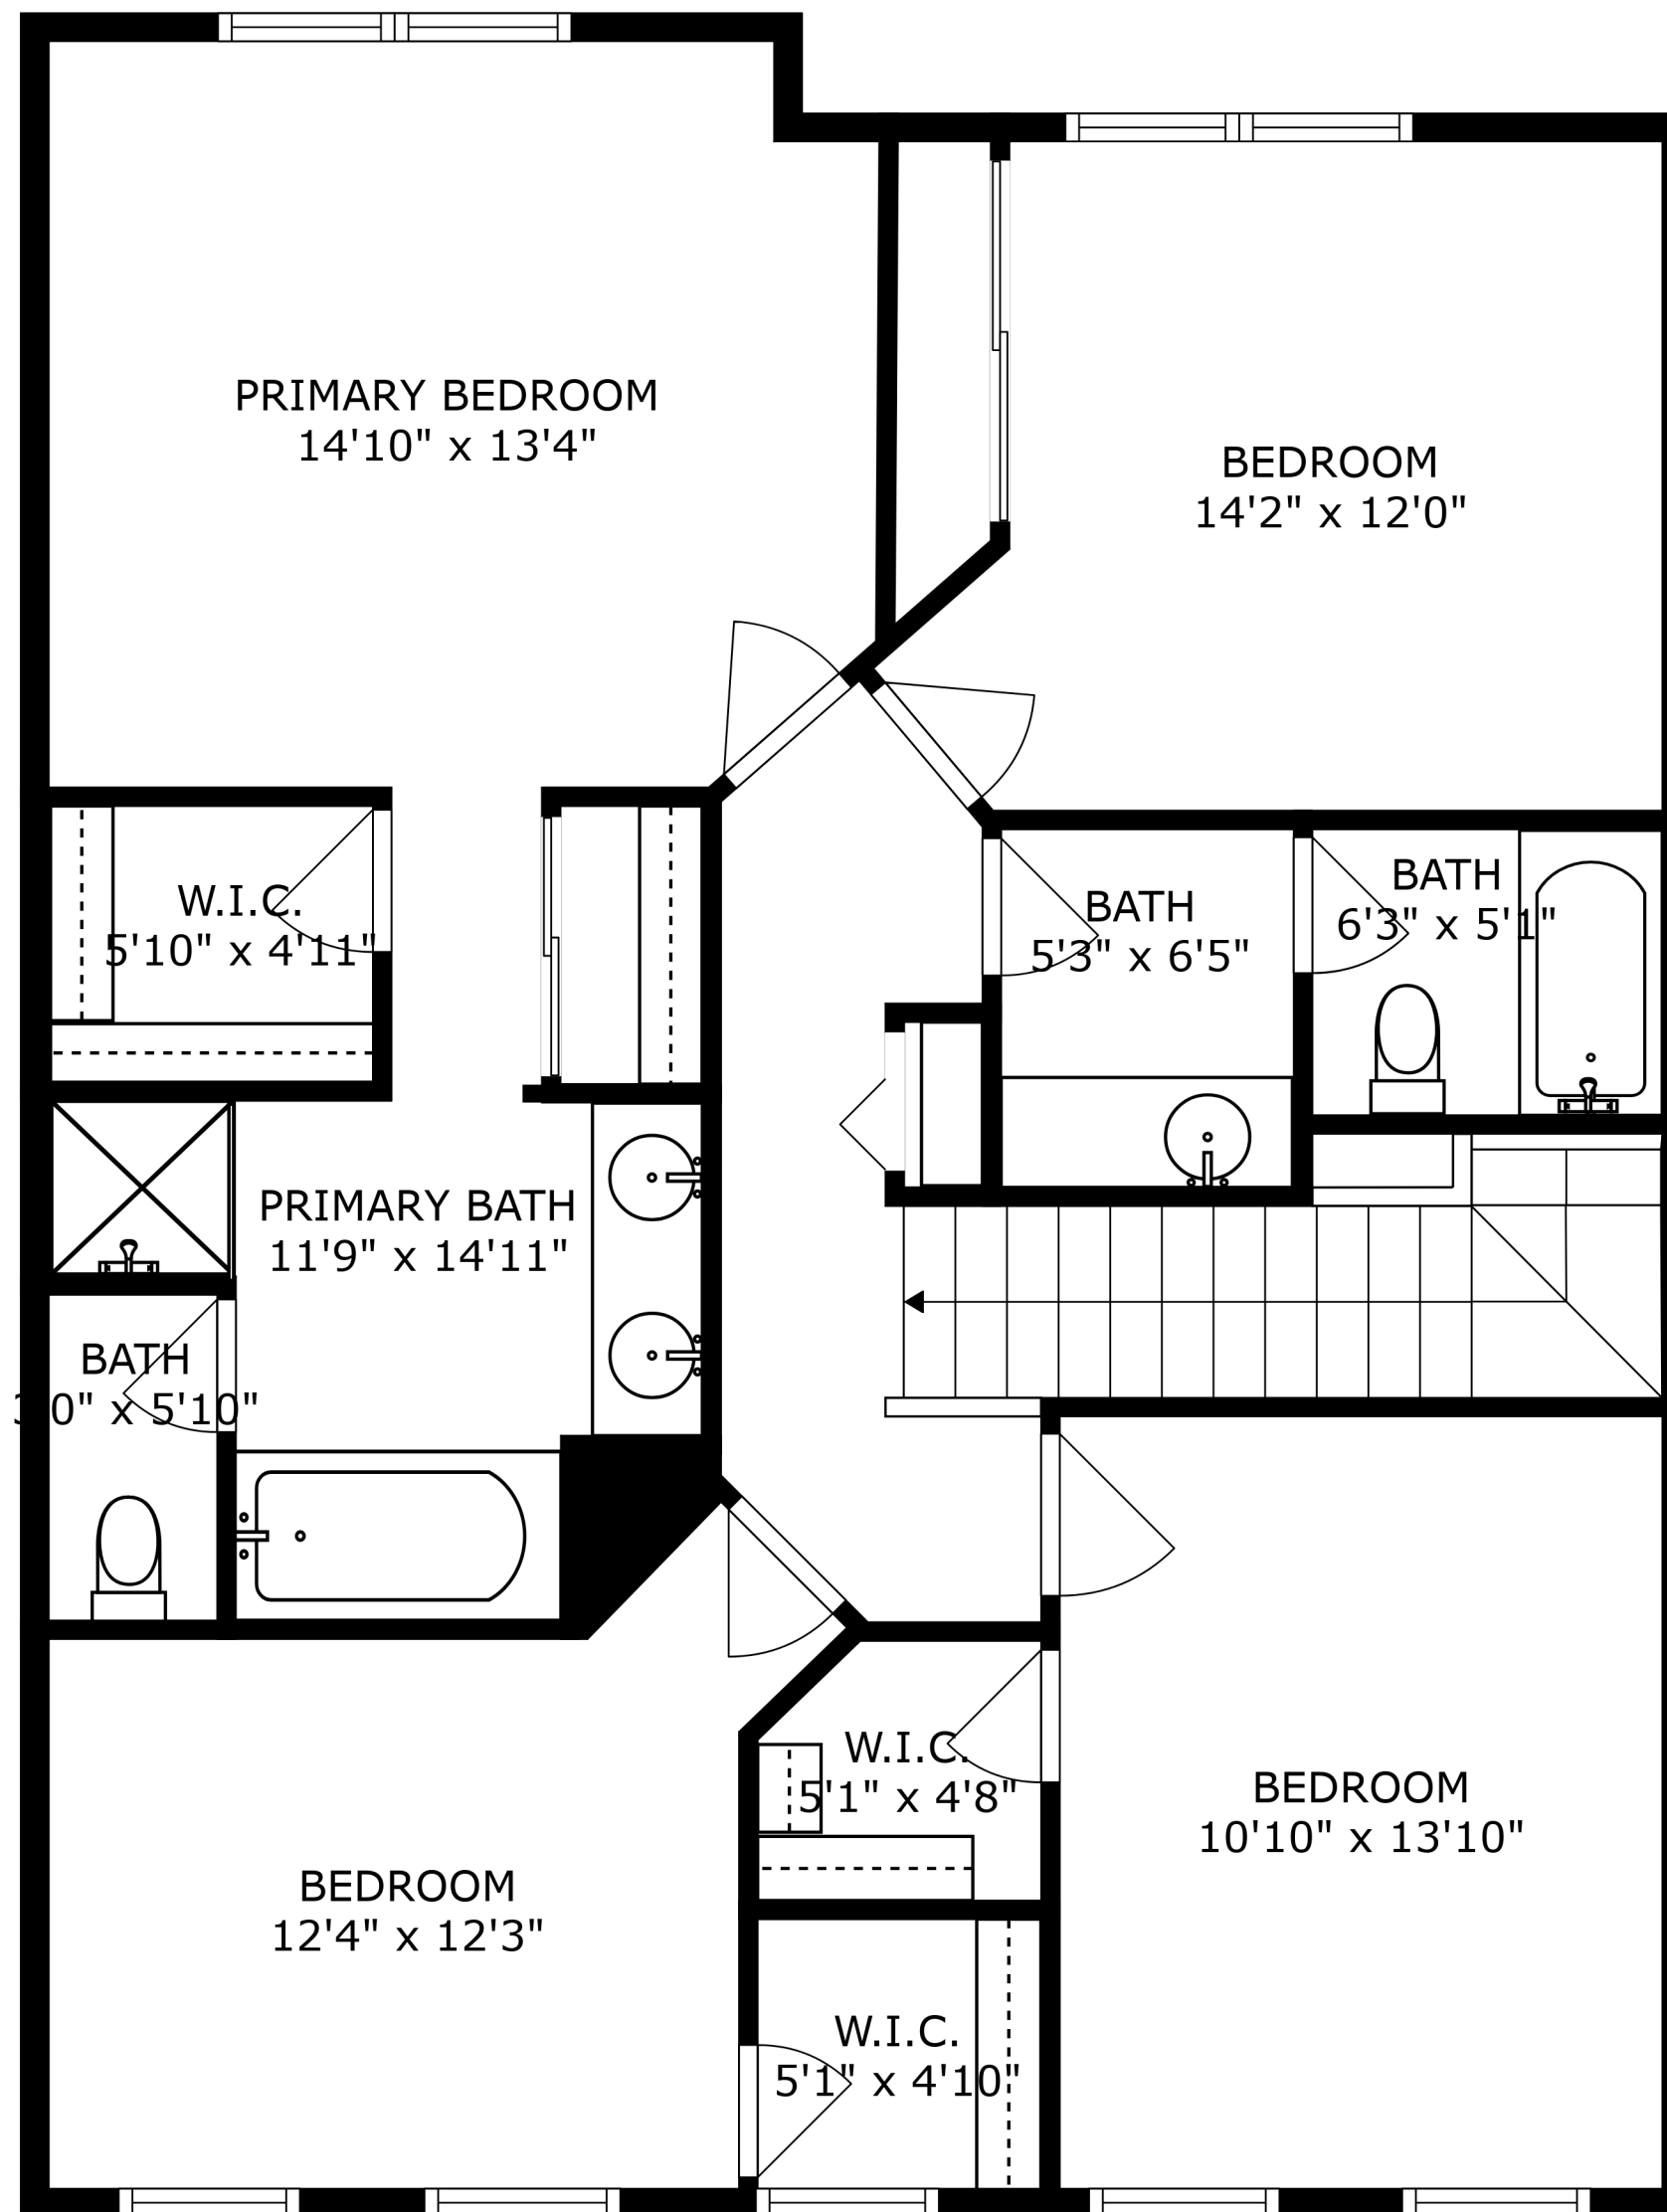 PRIMARY BEDROOM
14'10" x 13'4"
BEDROOM
14'2" x 12'0"
W.I.C.
5'10" x 4'11"
BATH
5'3" x 6'5"
BATH
6'3" x 5'1"
PRIMARY BATH
11'9" x 14'11"
BATH
0" x 5'10"
W.I.C.
5'1" x 4'8"
BEDROOM
10'10" x 13'10"
BEDROOM
12'4" x 12'3"
W.I.C.
5'1" x 4'10"